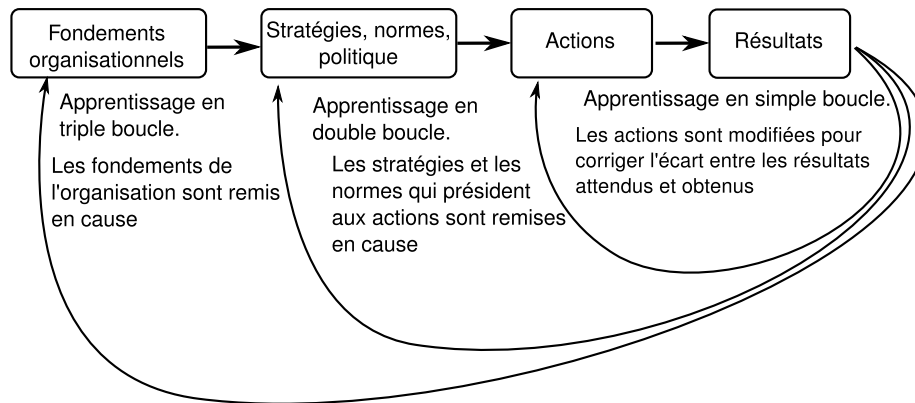 Fondements
organisationnels
Stratégies, normes,
politique
Actions
Résultats
Apprentissage en
triple boucle.
Les fondements de
l'organisation sont remis
en cause
Apprentissage en
double boucle.
Les stratégies et les
normes qui président
aux actions sont remises
en cause
Apprentissage en simple boucle.
Les actions sont modifiées pour
corriger l'écart entre les résultats
attendus et obtenus